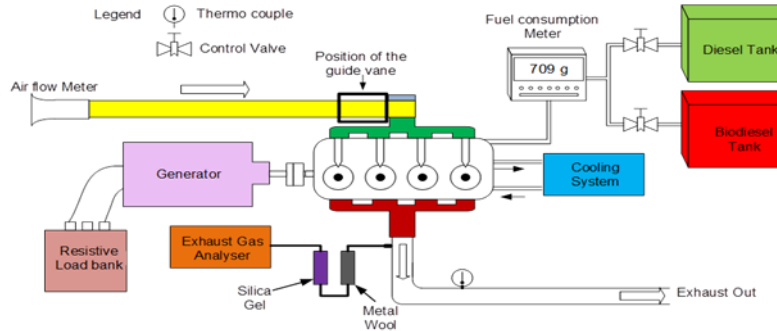 Legend
Thermo couple
Control Valve
Fuel consumption
Meter
Diesel Tank
Position of the
guide vane
709 g
Air flow Meter
Biodiesel
Tank
Generator
Cooling
System
Resistive
Load bank
Exhaust Gas
Analyser
Silica
Gel
Metal
Wool
Exhaust Out